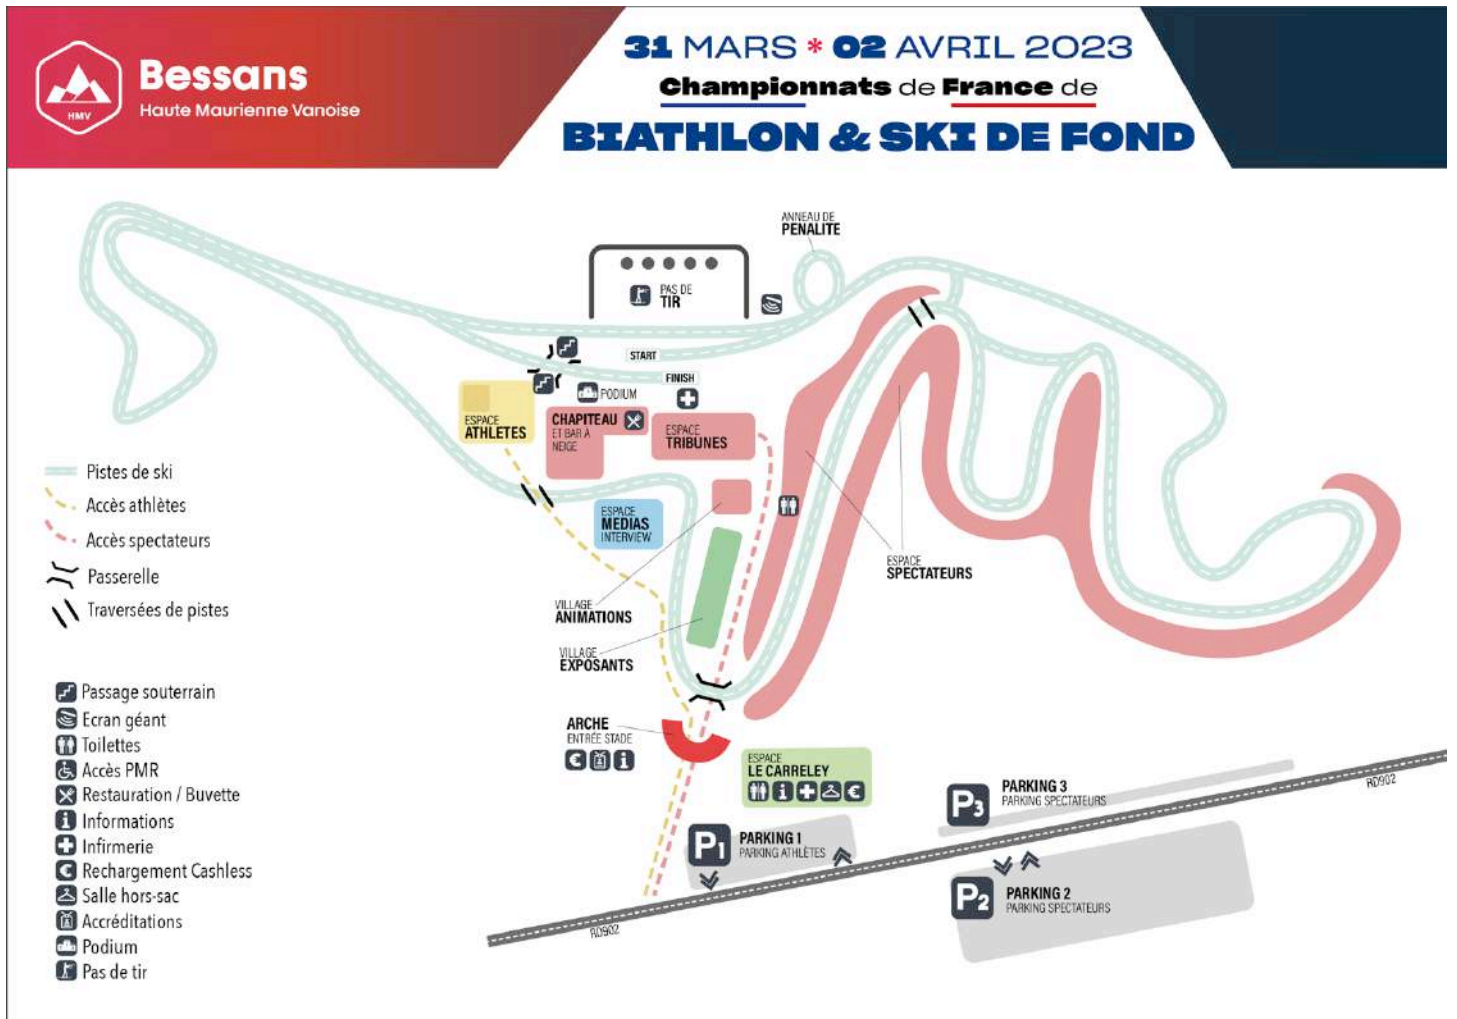 Bessans
Haute Maurienne Vanoise
HMV
31 MARS * 02 AVRIL 2023
Championnats de France de
BIATHLON & SKI DE FOND
ANNEAU DE
PENALITE
PAS DE
TIR
START
FINISH
PODIUM
ESPACE
ATHLETES
CHAPITEAU
ET BAR À
NEIGE
ESPACE
TRIBUNES
ESPACE
MEDIAS
INTERVIEW
ESPACE
SPECTATEURS
VILLAGE
ANIMATIONS
VILLAGE
EXPOSANTS
ARCHE
ENTRÉE STADE
ESPACE
LE CARRELEY
P1
PARKING 1
PARKING ATHLÈTES
P3
PARKING 3
PARKING SPECTATEURS
P2
PARKING 2
PARKING SPECTATEURS
RD902
RD902
Pistes de ski
Accès athlètes
Accès spectateurs
Passerelle
Traversées de pistes
Passage souterrain
Ecran géant
Toilettes
Accès PMR
Restauration / Buvette
Informations
Infirmerie
Rechargement Cashless
Salle hors-sac
Accréditations
Podium
Pas de tir